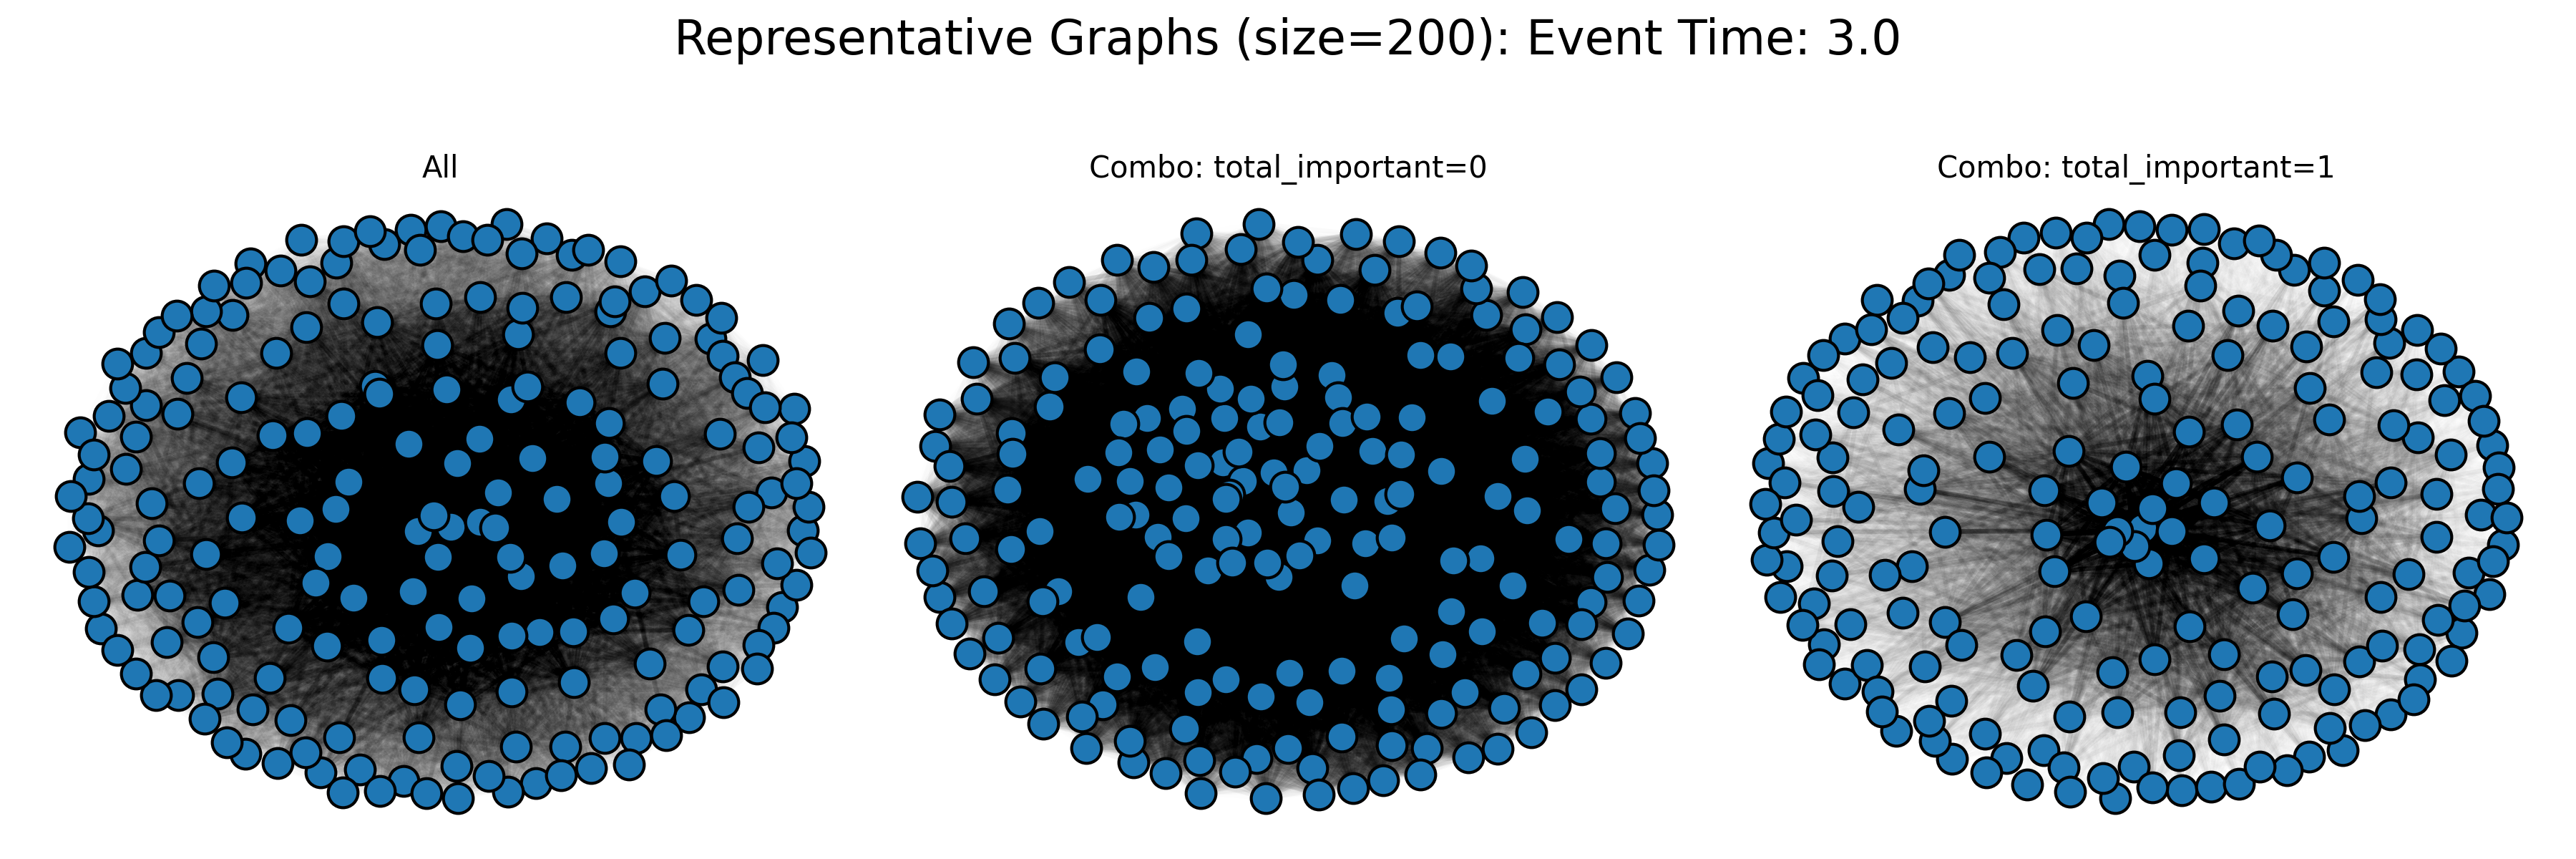 Representative Graphs (size=200): Event Time: 3.0
All
Combo: total_important=0
Combo: total_important=1